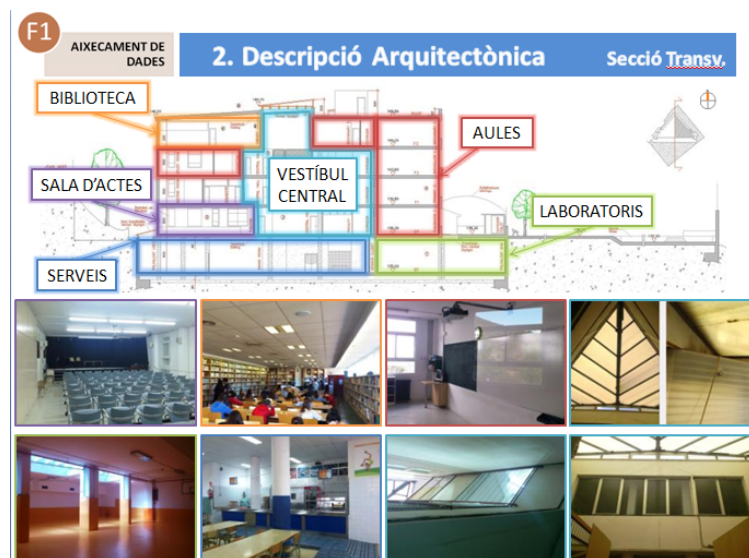 F1
AIXECAMENT DE
DADES
2. Descripció Arquitectònica
Secció Transv.
BIBLIOTECA
AULES
SALA D'ACTES
VESTÍBUL
CENTRAL
LABORATORIS
SERVEIS